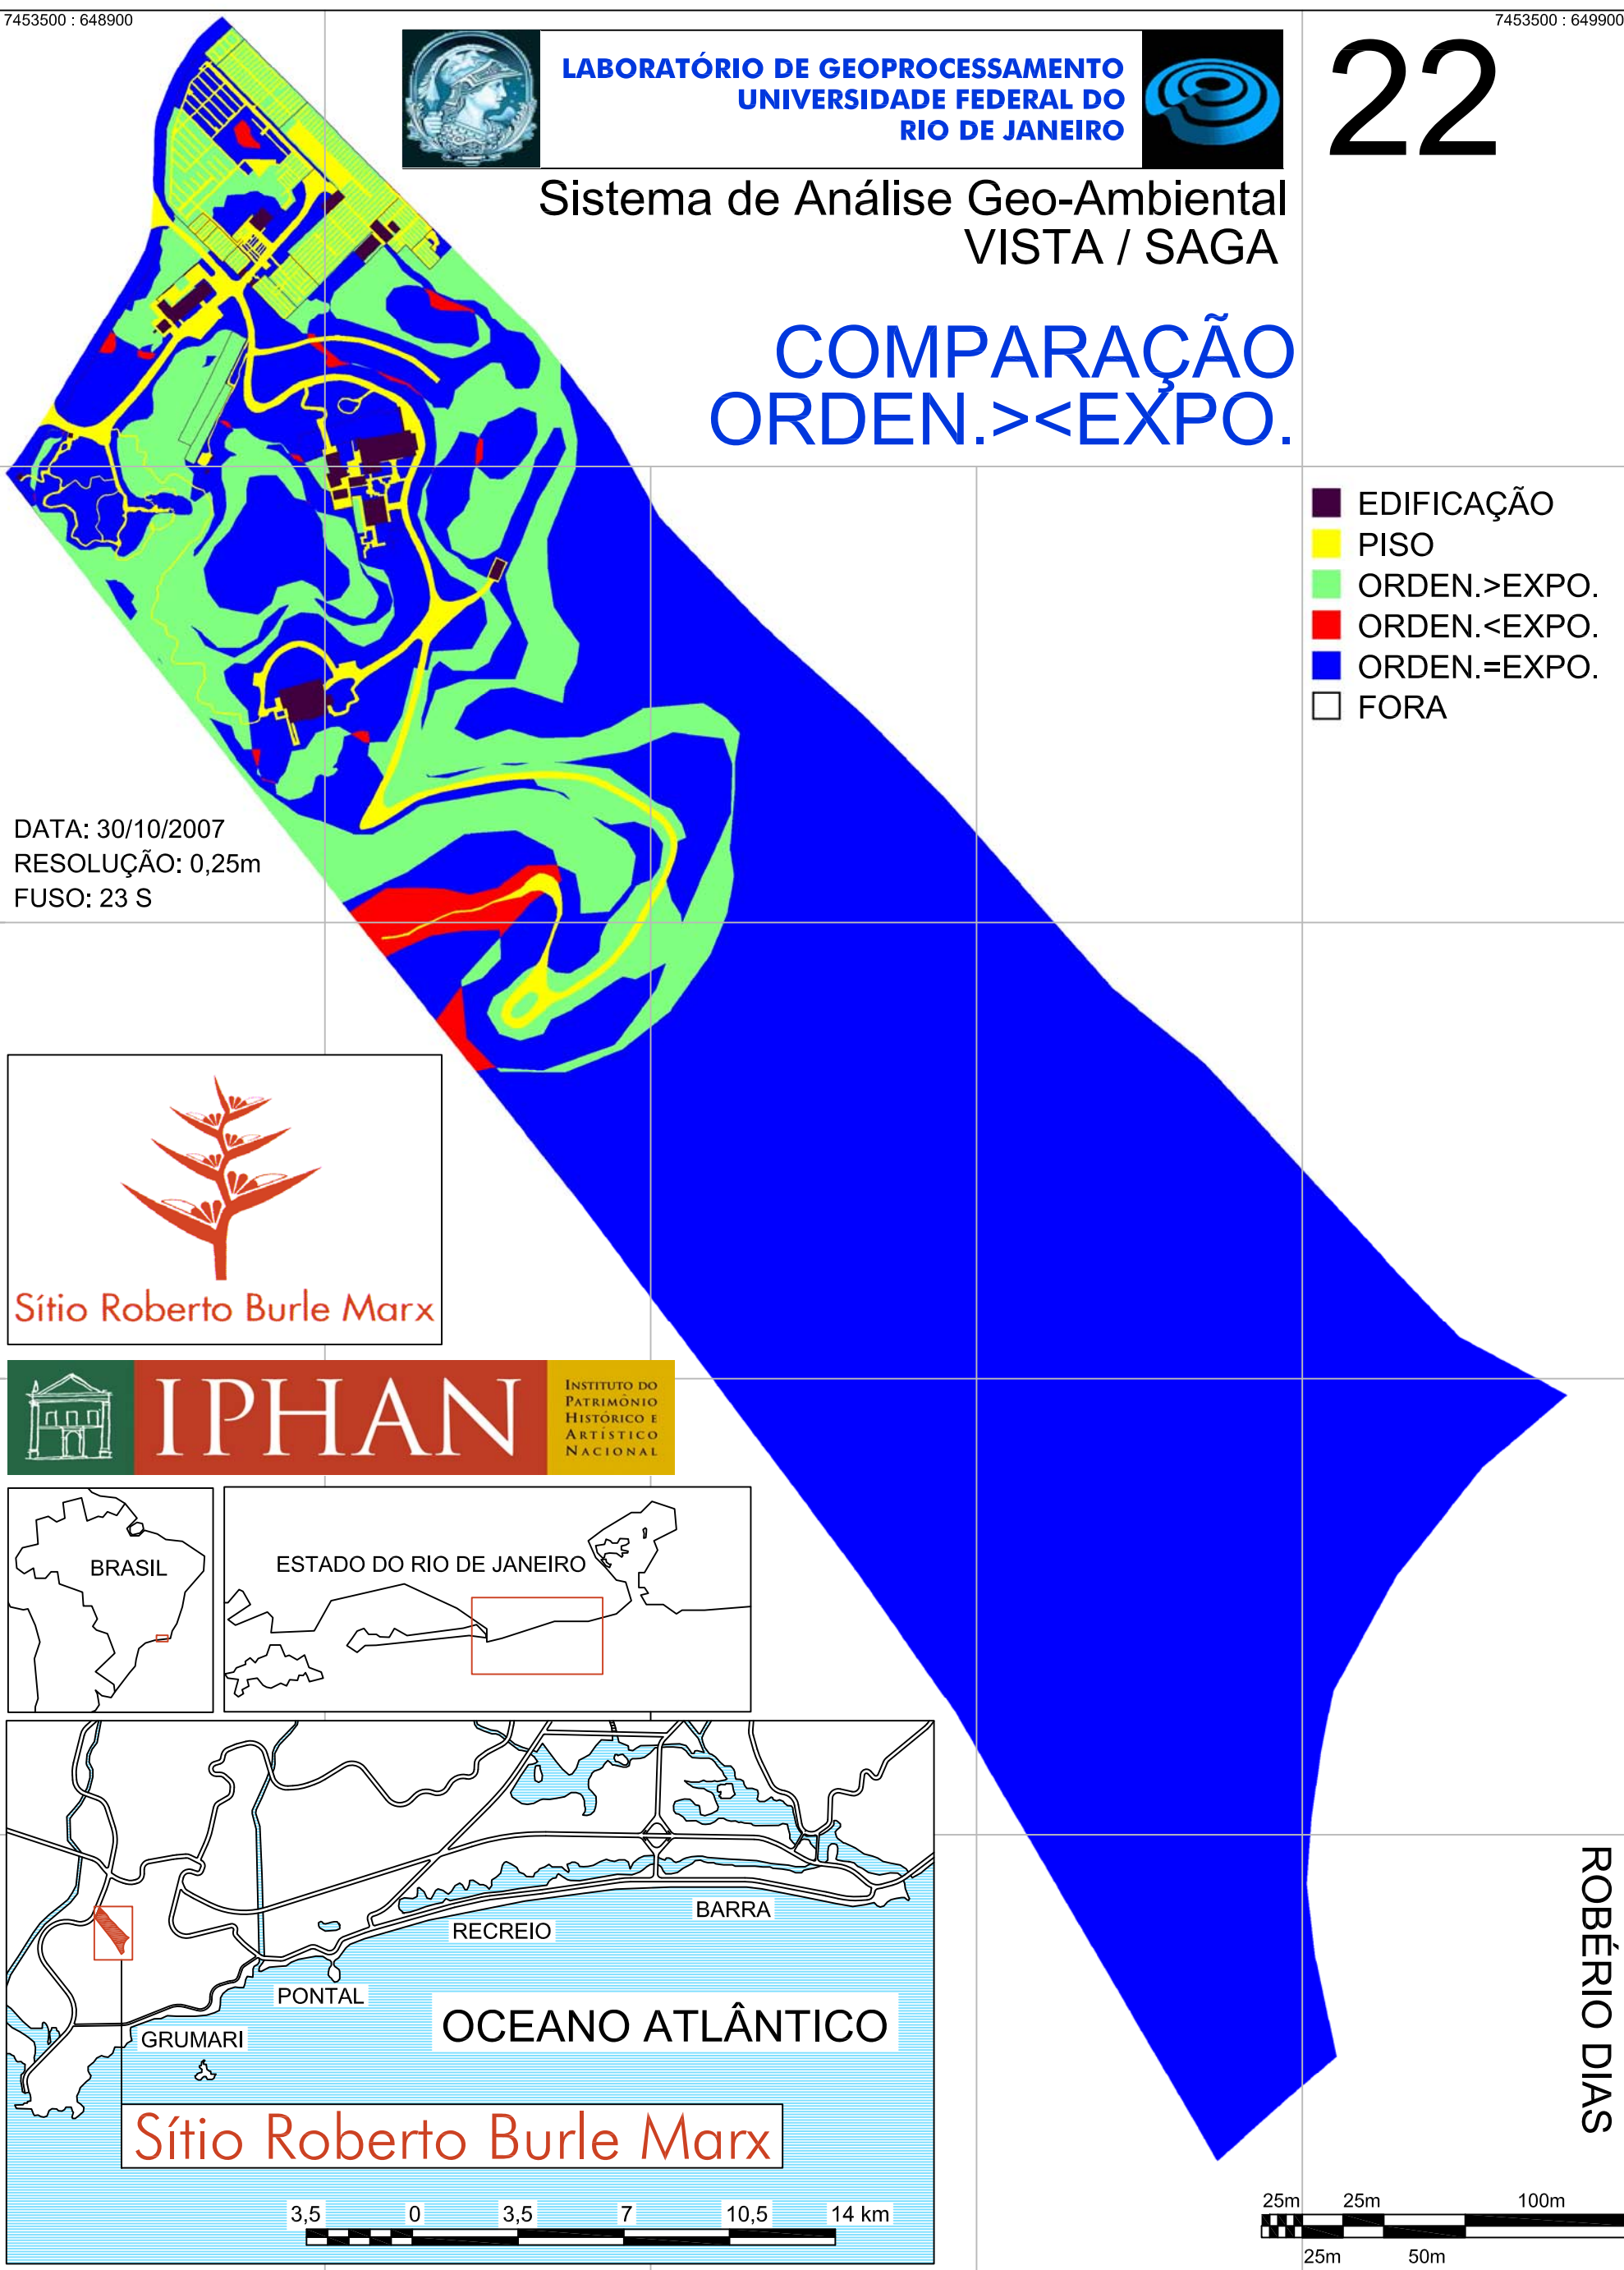 7453500 : 648900
7453500 : 649900
LABORATÓRIO DE GEOPROCESSAMENTO
UNIVERSIDADE FEDERAL DO
RIO DE JANEIRO
22
Sistema de Análise Geo-Ambiental
VISTA / SAGA
COMPARAÇÃO
ORDEN.><EXPO.
EDIFICAÇÃO
PISO
ORDEN.>EXPO.
ORDEN.<EXPO.
ORDEN.=EXPO.
FORA
DATA: 30/10/2007
RESOLUÇÃO: 0,25m
FUSO: 23 S
Sítio Roberto Burle Marx
IPHAN
INSTITUTO DO
PATRIMÔNIO
HISTÓRICO E
ARTÍSTICO
NACIONAL
BRASIL
ESTADO DO RIO DE JANEIRO
BARRA
RECREIO
PONTAL
GRUMARI
OCEANO ATLÂNTICO
Sítio Roberto Burle Marx
3,5 0 3,5 7 10,5 14 km
ROBÉRIO DIAS
25m 25m 100m
25m 50m